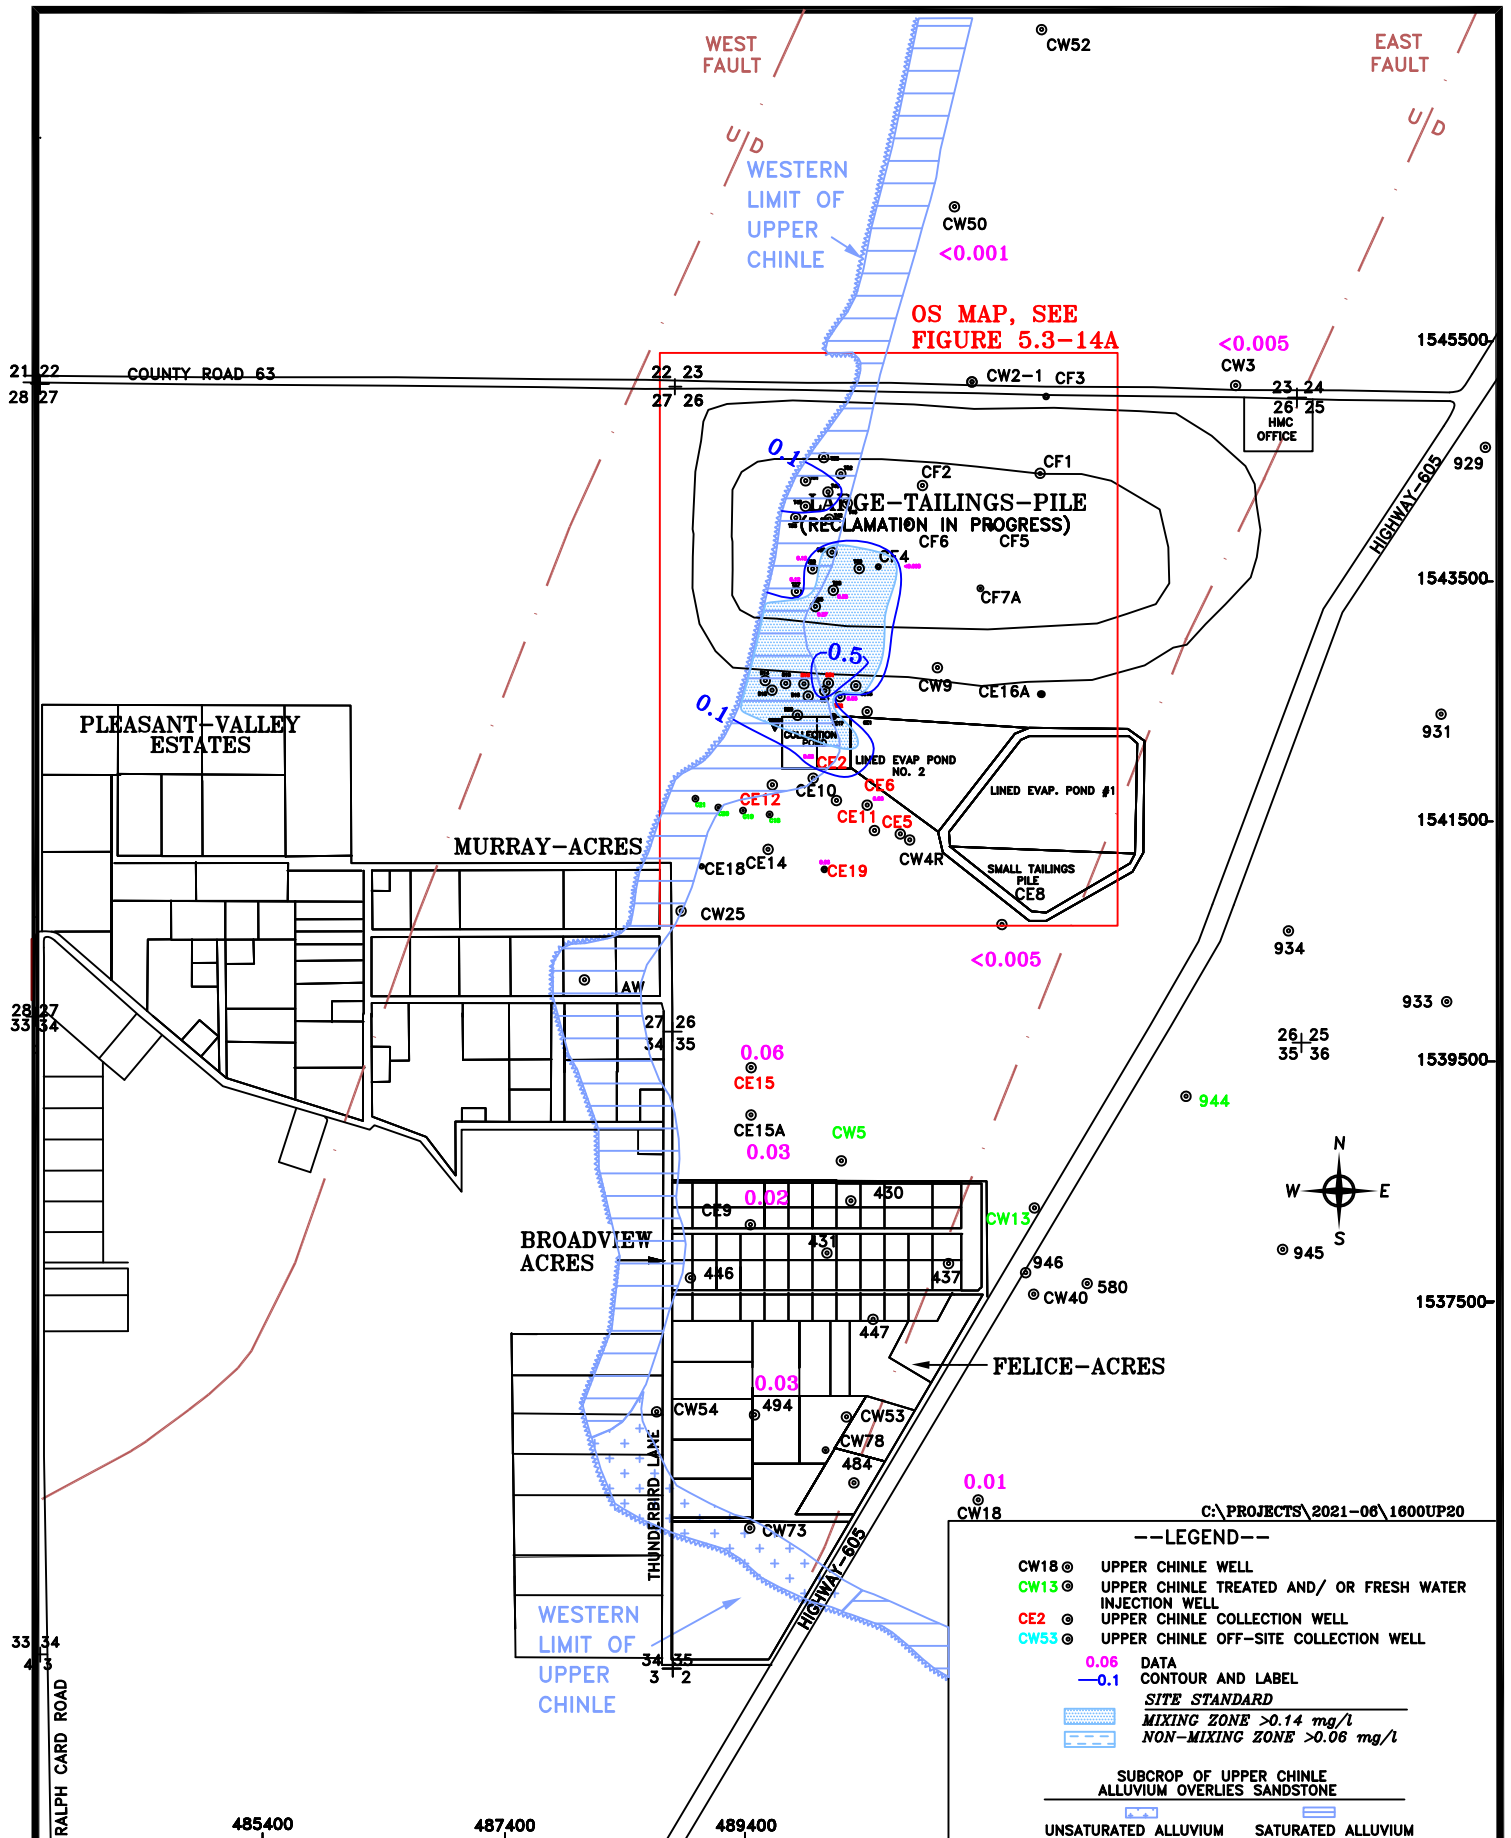 WEST
FAULT
EAST
FAULT
CW52
U/D
U/D
WESTERN
LIMIT OF
UPPER
CHINLE
CW50
<0.001
OS MAP, SEE
FIGURE 5.3-14A
<0.005
1545500
CW3
21 22
28 27
COUNTY ROAD 63
22 23
27 26
CW2-1
CF3
23 24
26 25
HMC
OFFICE
929
0.1
CF2
CF1
LARGE-TAILINGS-PILE
(RECLAMATION IN PROGRESS)
CF6
CF5
HIGHWAY-605
CF4
1543500
CF7A
0.5
CW9
CE16A
0.1
931
PLEASANT-VALLEY
ESTATES
COLLECTION
POND
CE2
LINED EVAP POND
NO. 2
CE10
CE6
LINED EVAP. POND #1
CE12
CE11
CE5
1541500
MURRAY-ACRES
CE14
CW4R
CE18
CE19
SMALL TAILINGS
PILE
CE8
CW25
934
<0.005
AW
933
28 27
33 34
27 26
34 35
26 25
35 36
0.06
CE15
1539500
944
CE15A
CW5
0.03
N
W E
S
0.02
CE9
430
CW13
BROADVIEW
ACRES
431
945
446
437
946
580
CW40
1537500
447
FELICE-ACRES
0.03
CW54
494
CW53
CW78
484
THUNDERBIRD LANE
0.01
CW18
CW73
HIGHWAY-605
C:\PROJECTS\2021-06\1600UP20
--LEGEND--
CW18 UPPER CHINLE WELL
CW13 UPPER CHINLE TREATED AND/ OR FRESH WATER
INJECTION WELL
CE2 UPPER CHINLE COLLECTION WELL
CW53 UPPER CHINLE OFF-SITE COLLECTION WELL
0.06 DATA
0.1 CONTOUR AND LABEL
SITE STANDARD
MIXING ZONE >0.14 mg/l
NON-MIXING ZONE >0.06 mg/l
SUBCROP OF UPPER CHINLE
ALLUVIUM OVERLIES SANDSTONE
UNSATURATED ALLUVIUM SATURATED ALLUVIUM
WESTERN
LIMIT OF
UPPER
CHINLE
33 34
4 3
34 35
3 2
RALPH CARD ROAD
485400
487400
489400